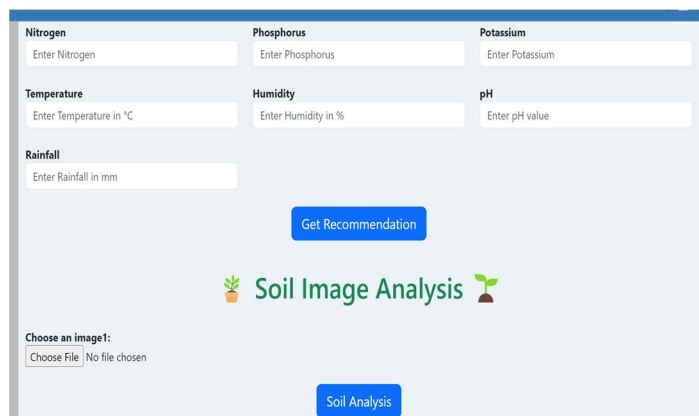 Nitrogen Phosphorus Potassium
Enter Nitrogen Enter Phosphorus Enter Potassium
Temperature Humidity pH
Enter Temperature in °C Enter Humidity in % Enter pH value
Rainfall
Enter Rainfall in mm
Get Recommendation
Soil Image Analysis
Choose an image1:
Choose File No file chosen
Soil Analysis